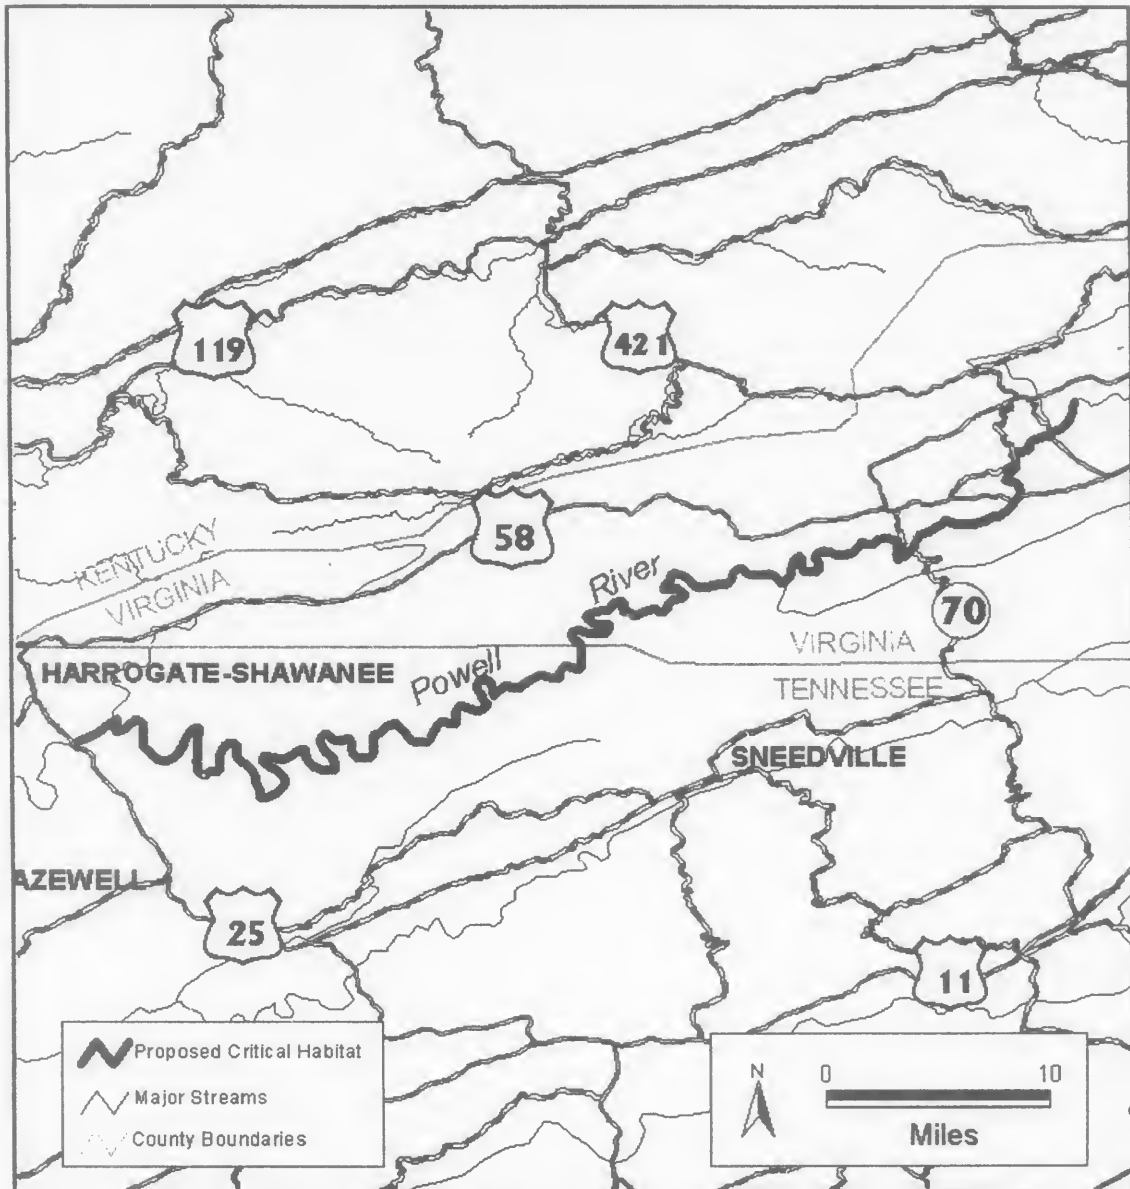 119
421
58
KENTUCKY
VIRGINIA
River
70
VIRGINIA
HARROGATE-SHAWANEE
Powell
TENNESSEE
SNEEDVILLE
AZEWELL
25
11
Proposed Critical Habitat
Major Streams
County Boundaries
N
0 10
Miles